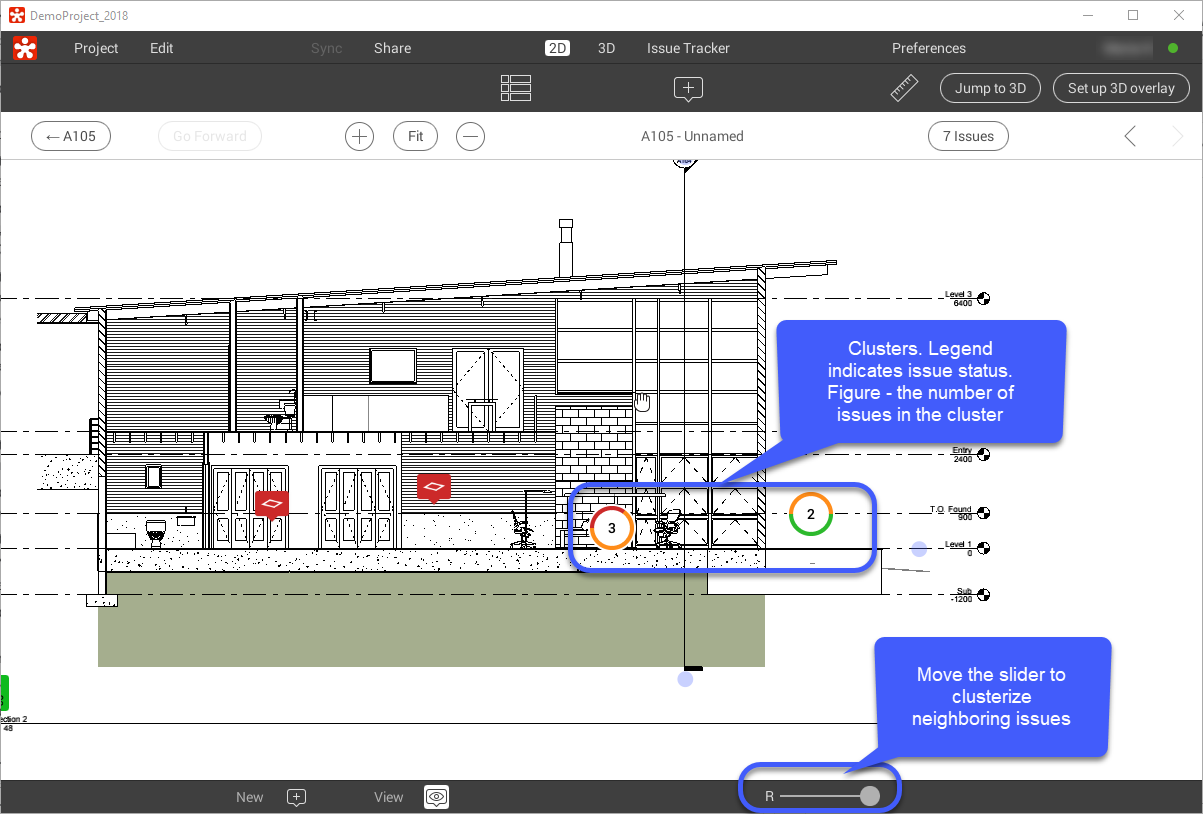 DemoProject_2018
Project Edit Sync Share 2D 3D Issue Tracker Preferences
Jump to 3D Set up 3D overlay
← A105 Go Forward Fit A105 - Unnamed 7 Issues
Level 3
6400
Clusters. Legend
indicates issue status.
Figure - the number of
issues in the cluster
Entry
2400
T.O. Found
900
3
2
Level 1
0
Sub
-1200
Move the slider to
clusterize
neighboring issues
ection 2
48
New View R